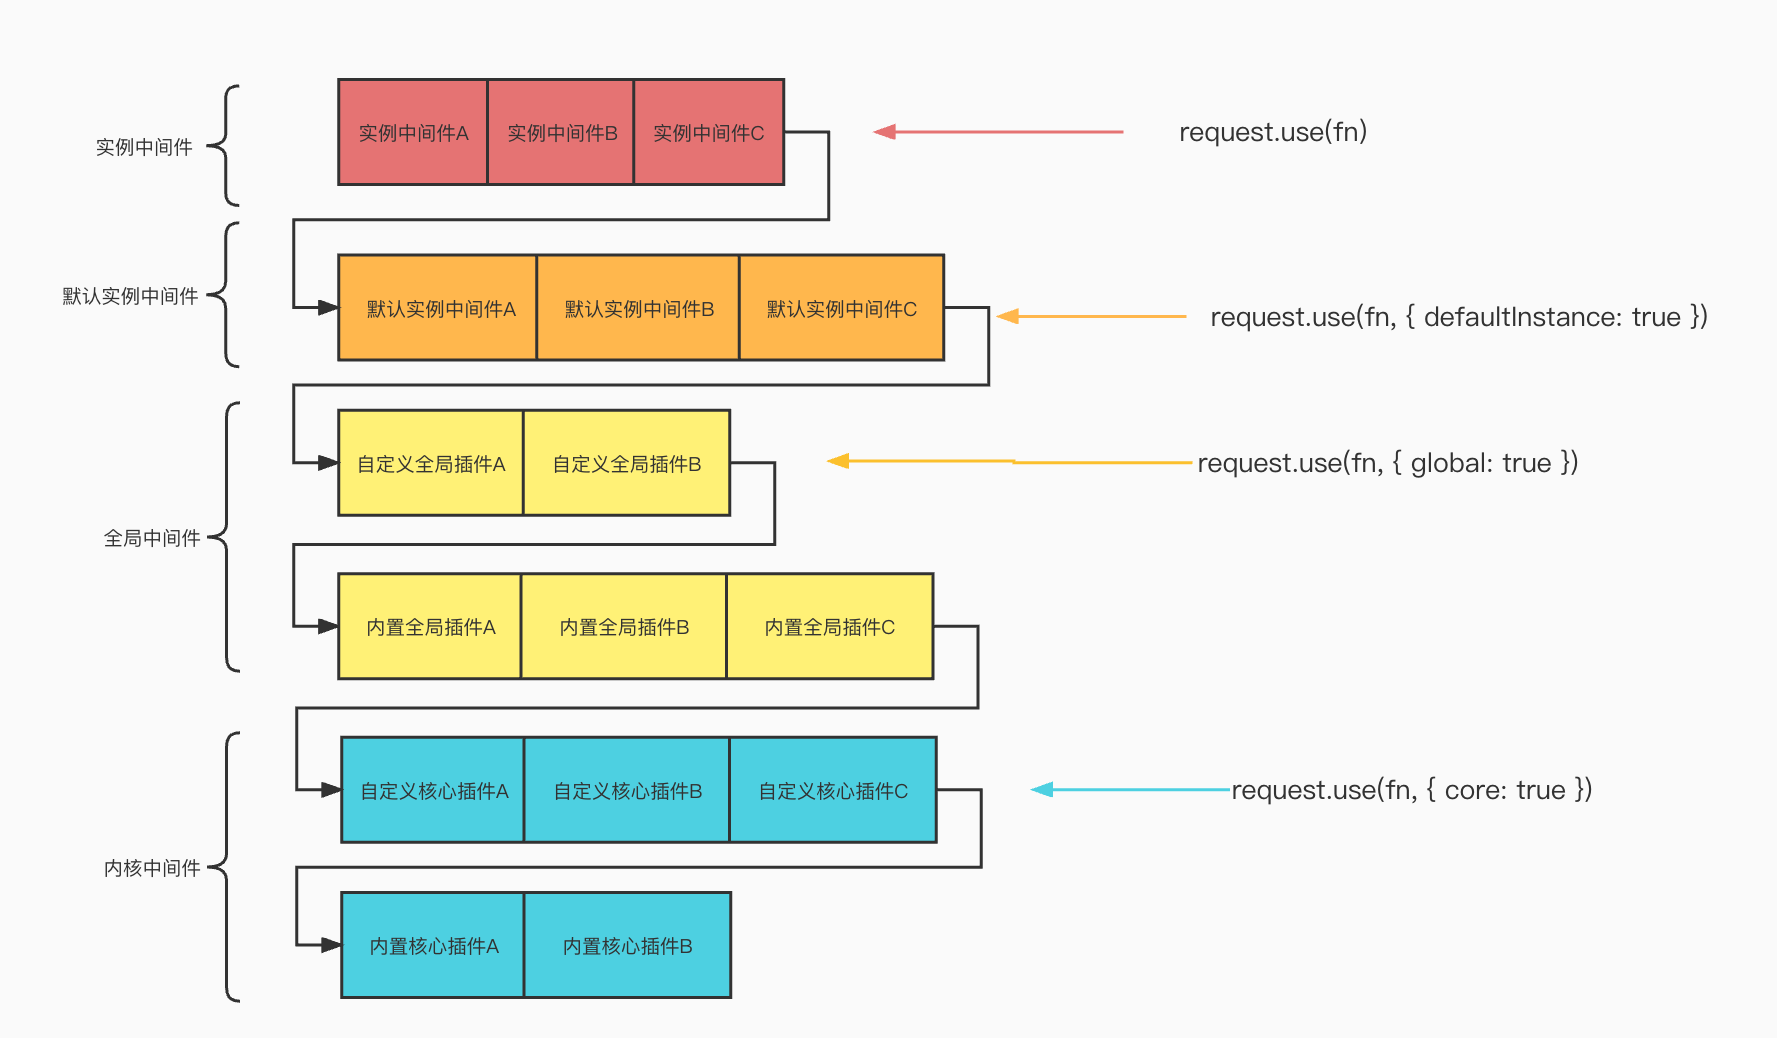 实例中间件
实例中间件A
实例中间件B
实例中间件C
request.use(fn)
默认实例中间件
默认实例中间件A
默认实例中间件B
默认实例中间件C
request.use(fn, { defaultInstance: true })
全局中间件
自定义全局插件A
自定义全局插件B
request.use(fn, { global: true })
内置全局插件A
内置全局插件B
内置全局插件C
内核中间件
自定义核心插件A
自定义核心插件B
自定义核心插件C
request.use(fn, { core: true })
内置核心插件A
内置核心插件B